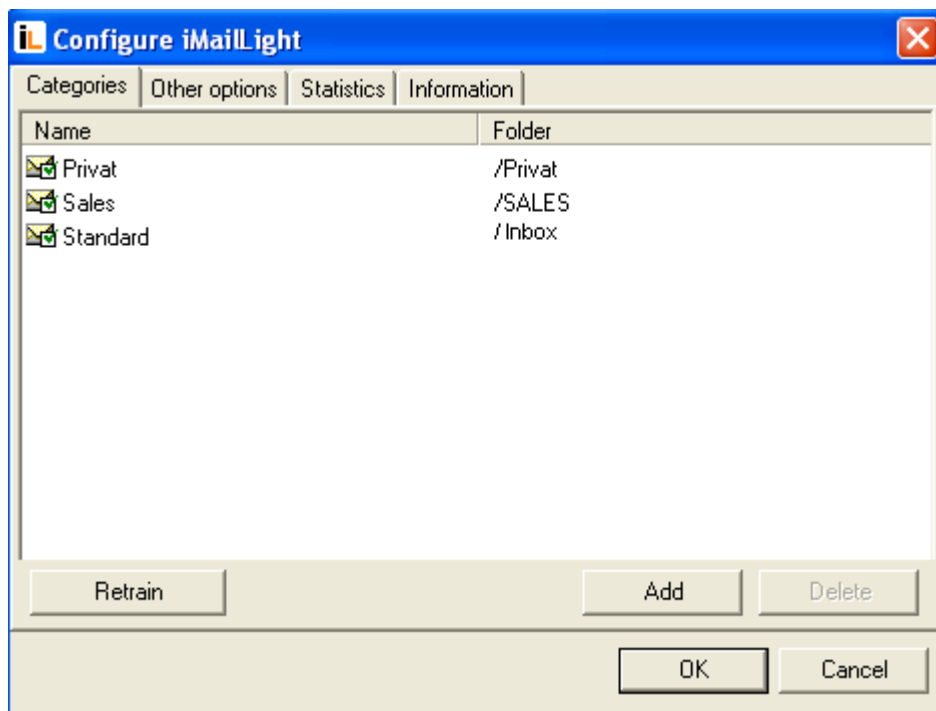 iL Configure iMailLight
Categories Other options Statistics Information
Name Folder
Privat /Privat
Sales /SALES
Standard /Inbox
Retrain Add Delete
OK Cancel